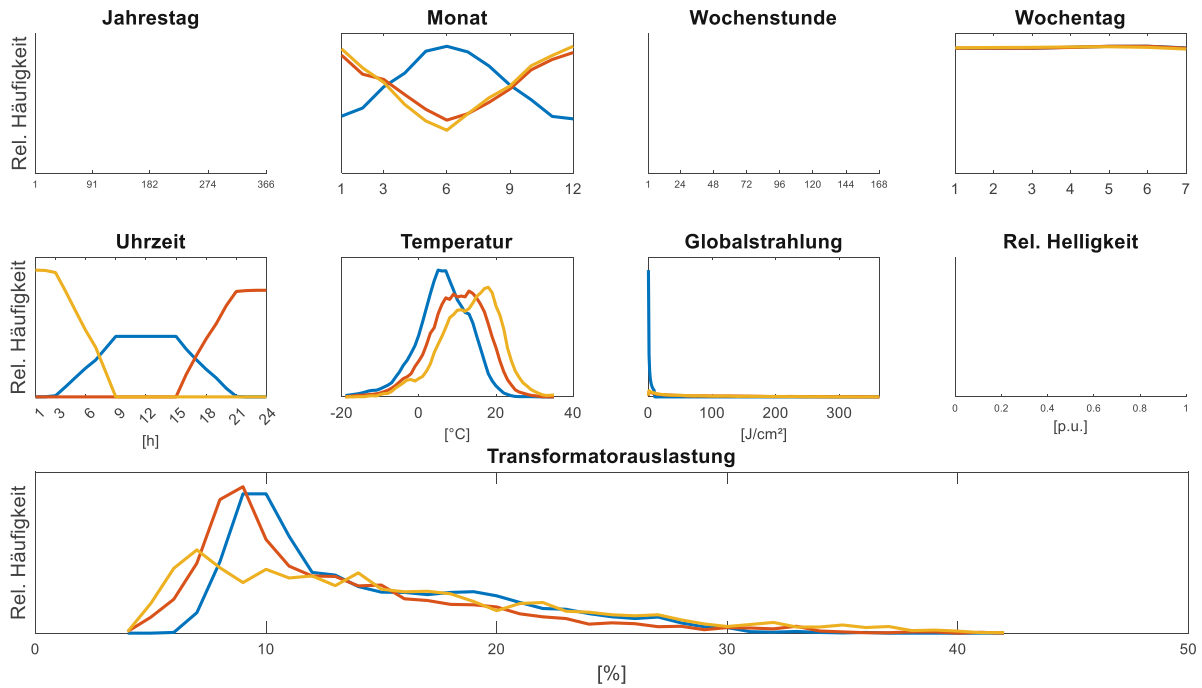 Jahrestag Monat Wochenstunde Wochentag
Rel. Häufigkeit
1 91 182 274 366 1 3 6 9 12 1 24 48 72 96 120 144 168 1 2 3 4 5 6 7
Uhrzeit Temperatur Globalstrahlung Rel. Helligkeit
Rel. Häufigkeit
1 3 6 9 12 15 18 21 24 -20 0 20 40 0 100 200 300 0 0.2 0.4 0.6 0.8 1
[h] [°C] [J/cm²] [p.u.]
Transformatorauslastung
Rel. Häufigkeit
0 10 20 30 40 50
[%]